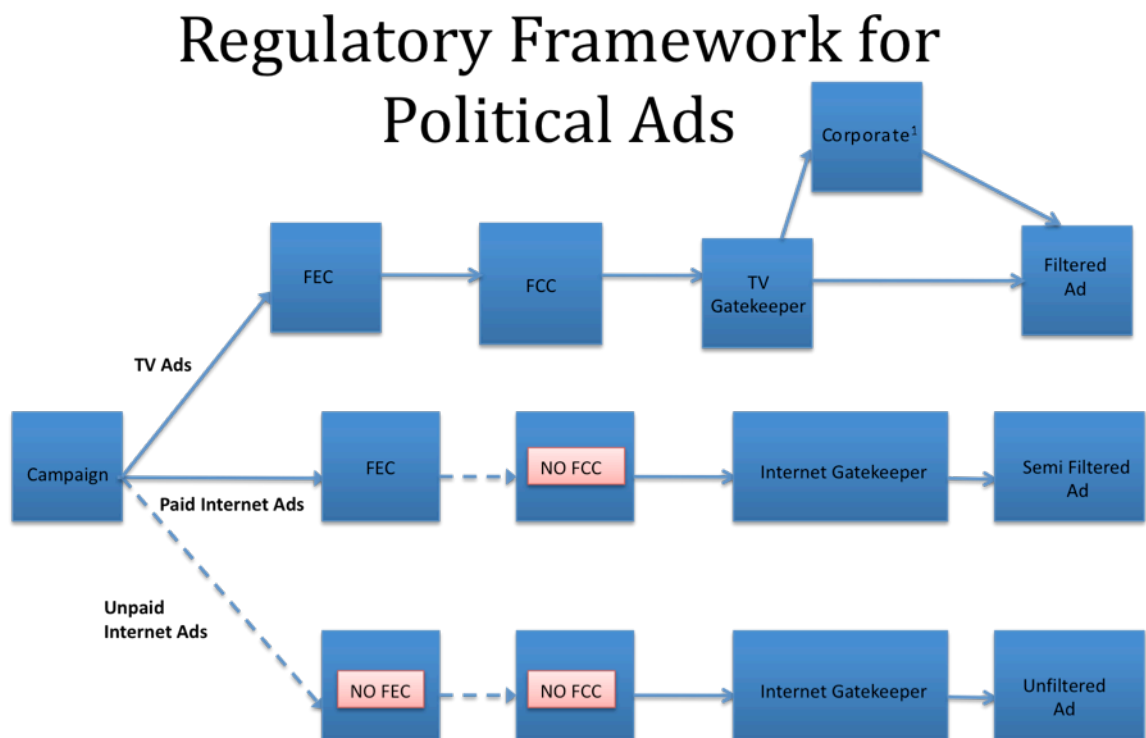 Regulatory Framework for
Political Ads
Corporate¹
FEC
FCC
TV
Gatekeeper
Filtered
Ad
TV Ads
Campaign
FEC
NO FCC
Internet Gatekeeper
Semi Filtered
Ad
Paid Internet Ads
Unpaid
Internet Ads
NO FEC
NO FCC
Internet Gatekeeper
Unfiltered
Ad